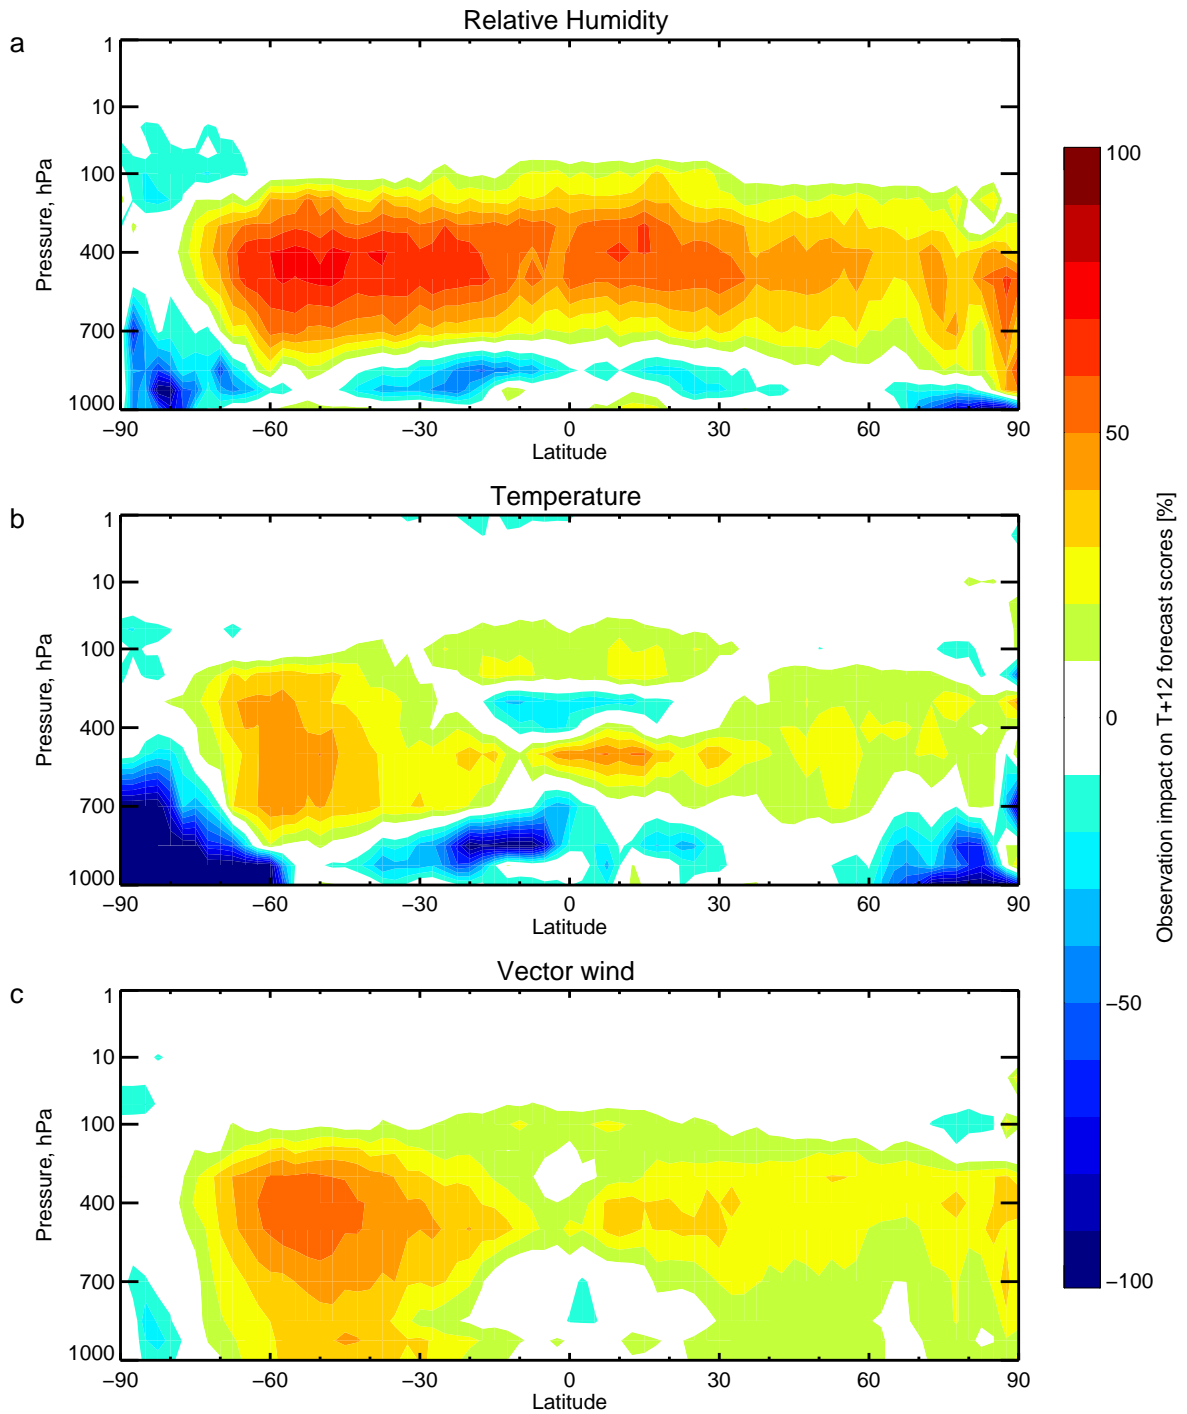 Relative Humidity
a
1
10
100
400
700
1000
Pressure, hPa
−90 −60 −30 0 30 60 90
Latitude
Temperature
b
1
10
100
400
700
1000
Pressure, hPa
−90 −60 −30 0 30 60 90
Latitude
Vector wind
c
1
10
100
400
700
1000
Pressure, hPa
−90 −60 −30 0 30 60 90
Latitude
100
50
0
−50
−100
Observation impact on T+12 forecast scores [%]